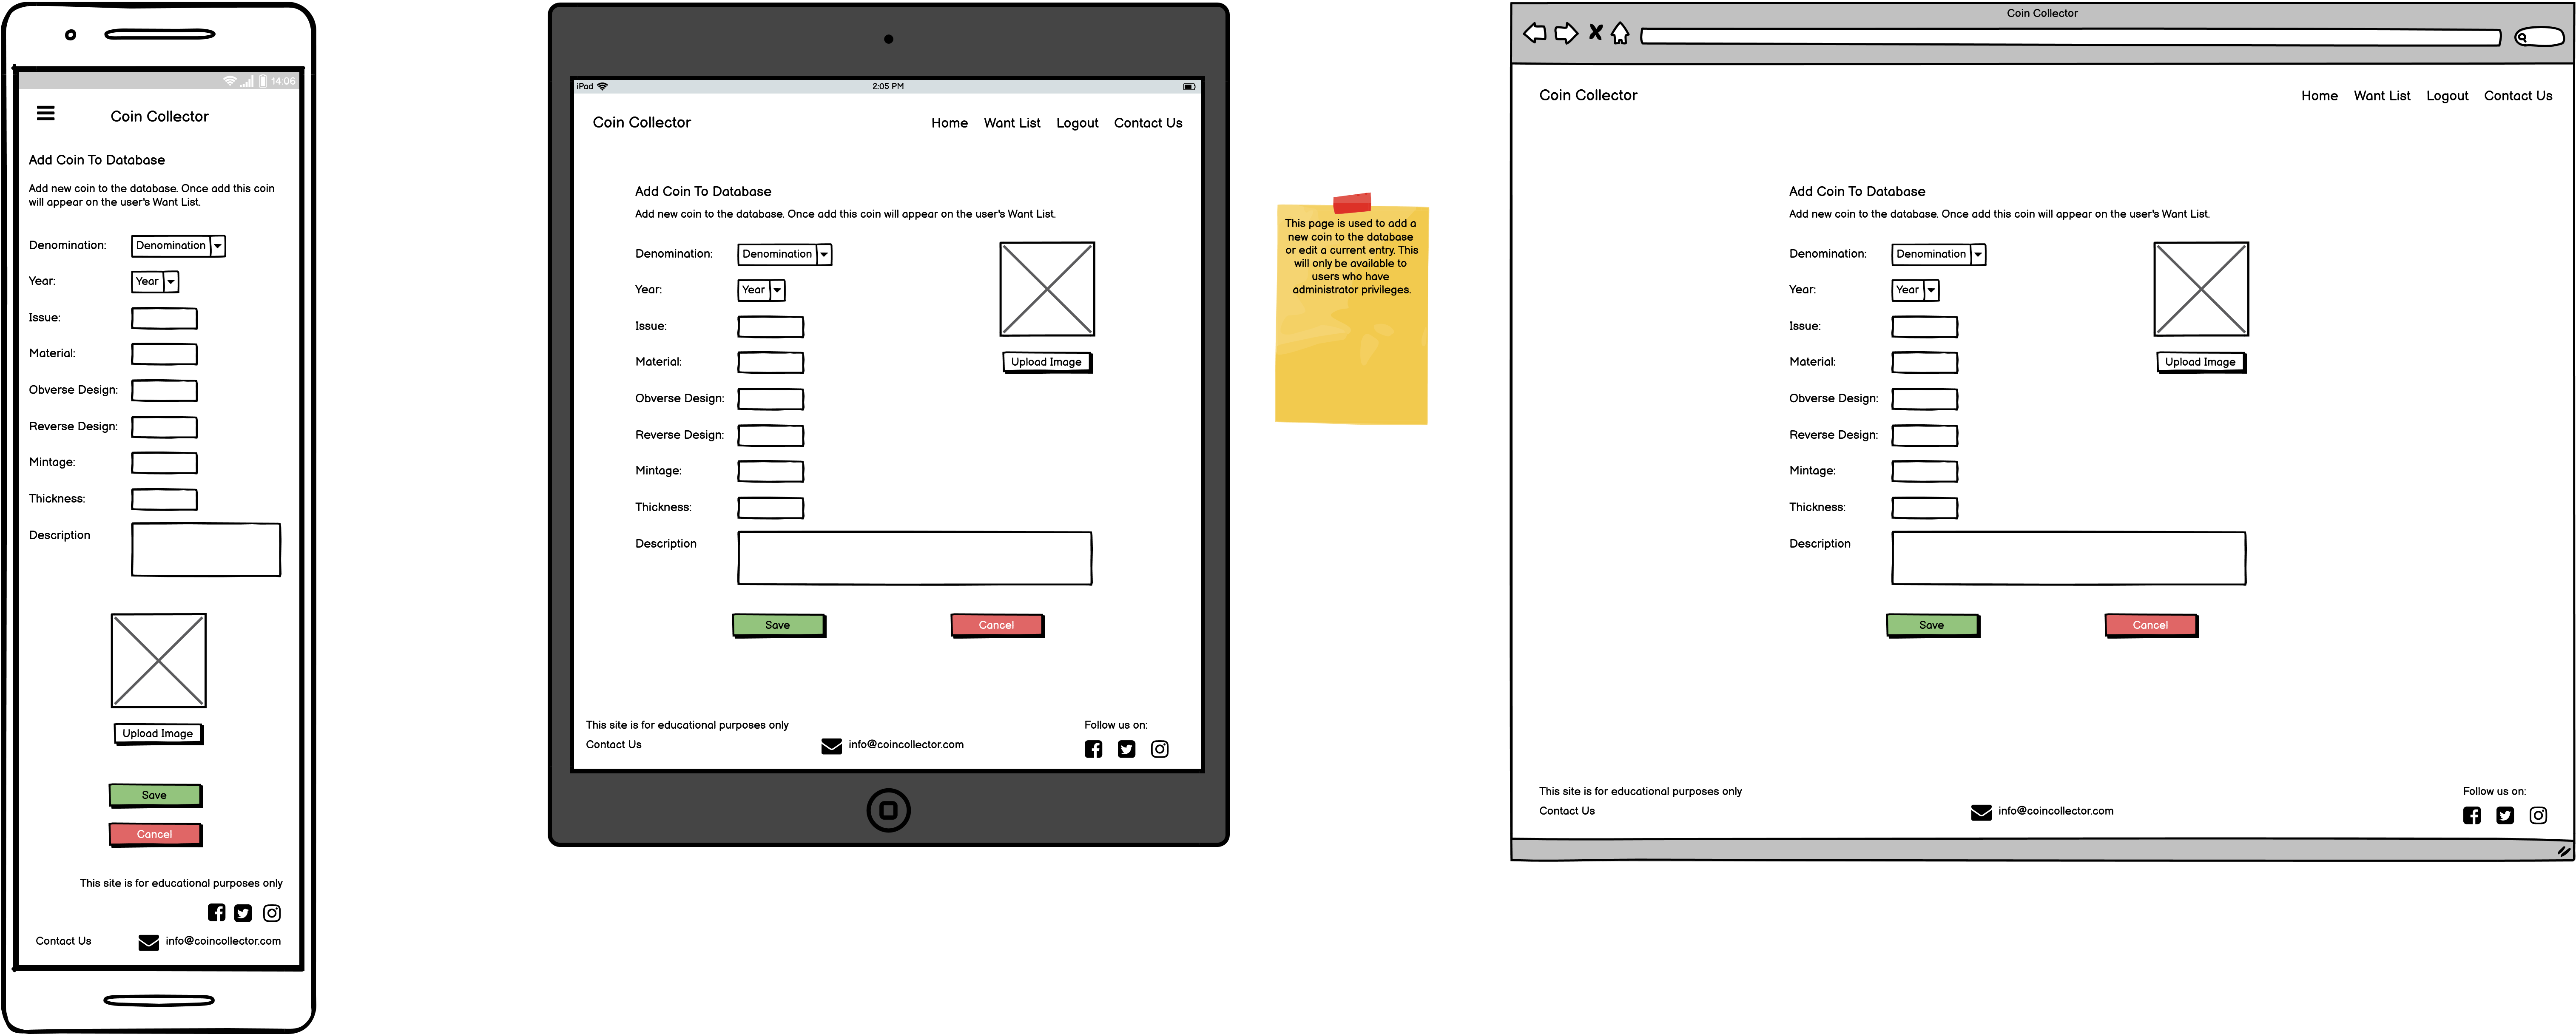 14:06
Coin Collector
Add Coin To Database
Add new coin to the database. Once add this coin
will appear on the user's Want List.
Denomination: Denomination
Year: Year
Issue:
Material:
Obverse Design:
Reverse Design:
Mintage:
Thickness:
Description
Upload Image
Save
Cancel
This site is for educational purposes only
Contact Us info@coincollector.com
iPad 2:05 PM
Coin Collector Home Want List Logout Contact Us
Add Coin To Database
Add new coin to the database. Once add this coin will appear on the user's Want List.
Denomination: Denomination
Year: Year
Issue:
Material:
Upload Image
Obverse Design:
Reverse Design:
Mintage:
Thickness:
Description
Save Cancel
This site is for educational purposes only Follow us on:
Contact Us info@coincollector.com
This page is used to add a
new coin to the database
or edit a current entry. This
will only be available to
users who have
administrator privileges.
Coin Collector
Coin Collector Home Want List Logout Contact Us
Add Coin To Database
Add new coin to the database. Once add this coin will appear on the user's Want List.
Denomination: Denomination
Year: Year
Issue:
Material:
Upload Image
Obverse Design:
Reverse Design:
Mintage:
Thickness:
Description
Save Cancel
This site is for educational purposes only Follow us on:
Contact Us info@coincollector.com